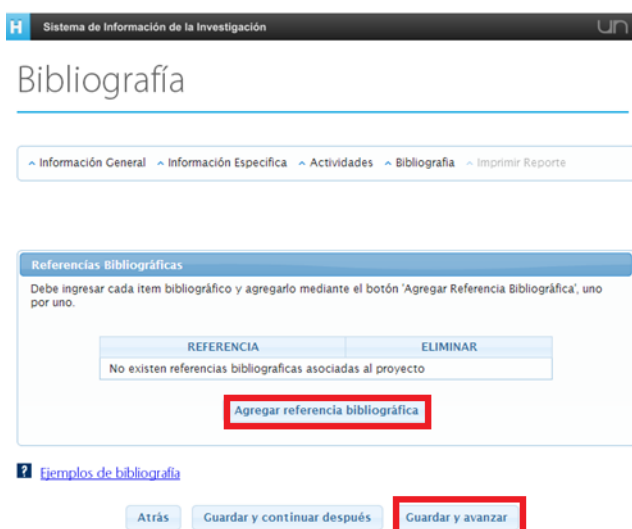 H Sistema de Información de la Investigación un
Bibliografía
Información General Información Especifica Actividades Bibliografia Imprimir Reporte
Referencias Bibliográficas
Debe ingresar cada item bibliográfico y agregarlo mediante el botón 'Agregar Referencia Bibliográfica', uno
por uno.
REFERENCIA ELIMINAR
No existen referencias bibliograficas asociadas al proyecto
Agregar referencia bibliográfica
? Ejemplos de bibliografía
Atrás Guardar y continuar después Guardar y avanzar